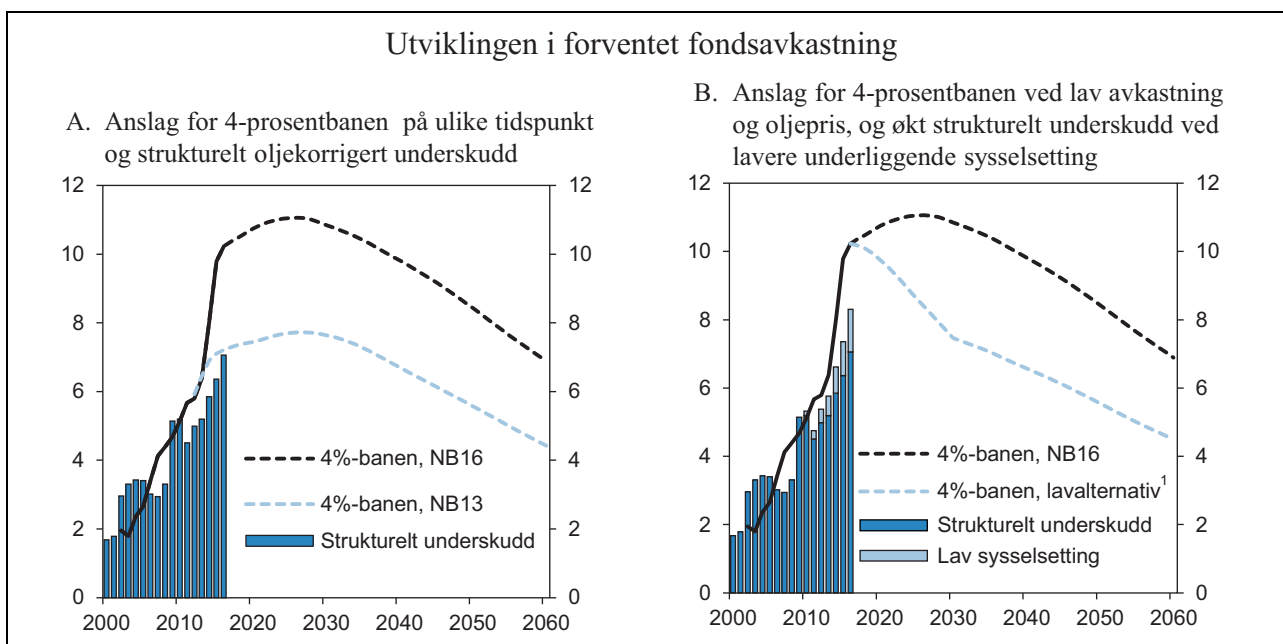 Utviklingen i forventet fondsavkastning
A. Anslag for 4-prosentbanen på ulike tidspunkt
og strukturelt oljekorrigert underskudd
12 12
10 10
8 8
6 6
4 4
2 2
0 0
2000 2010 2020 2030 2040 2050 2060
4%-banen, NB16
4%-banen, NB13
Strukturelt underskudd
B. Anslag for 4-prosentbanen ved lav avkastning
og oljepris, og økt strukturelt underskudd ved
lavere underliggende sysselsetting
12 12
10 10
8 8
6 6
4 4
2 2
0 0
2000 2010 2020 2030 2040 2050 2060
4%-banen, NB16
4%-banen, lavalternativ¹
Strukturelt underskudd
Lav sysselsetting